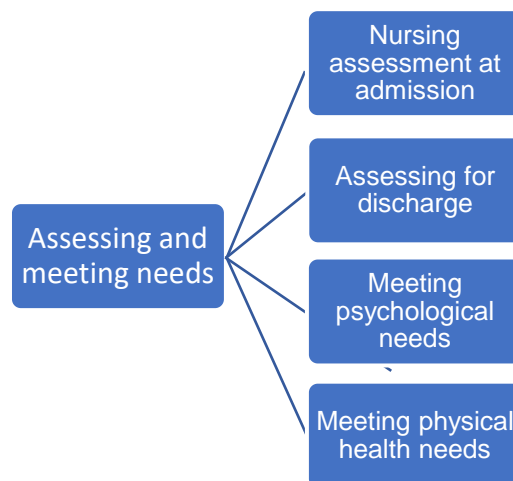 Nursing
assessment at
admission
Assessing for
discharge
Assessing and
meeting needs
Meeting
psychological
needs
Meeting physical
health needs